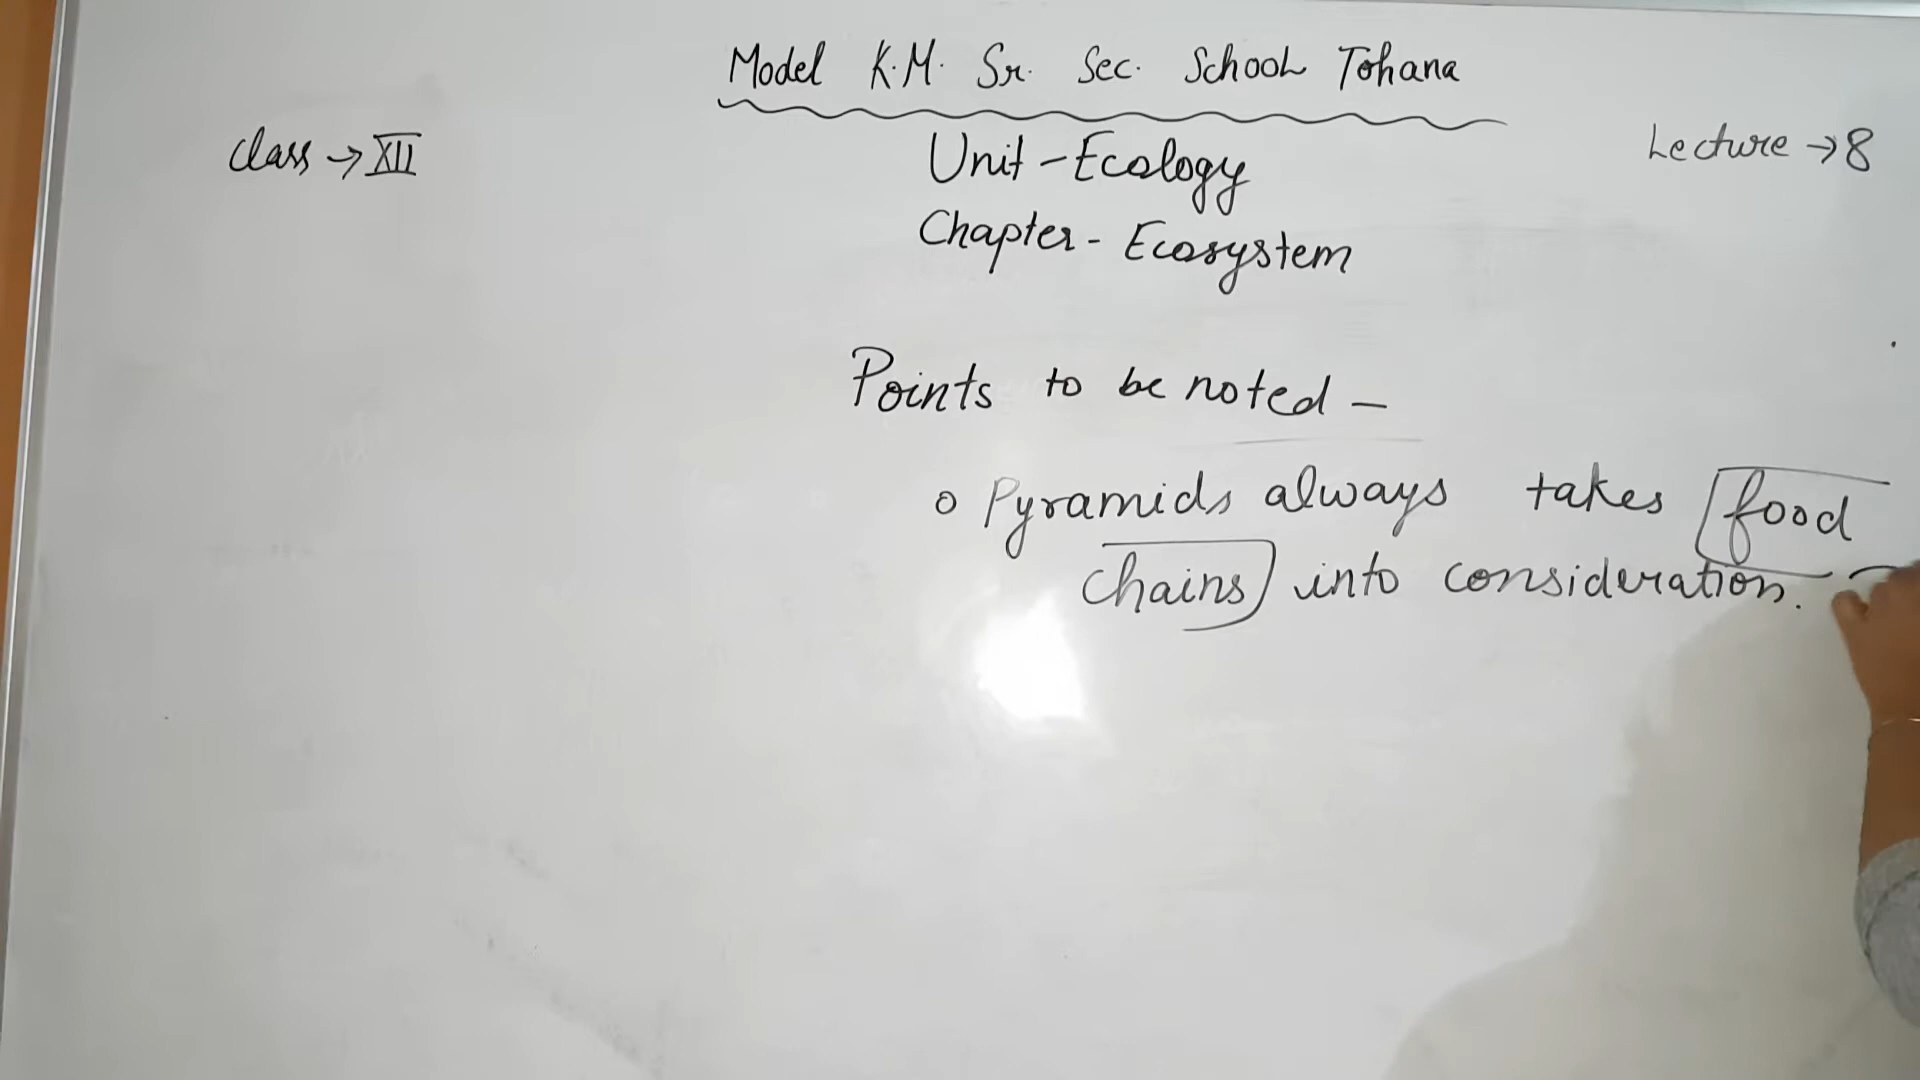 Model K.M. Sr. Sec. School Tohana
Class → XII
Unit - Ecology
Lecture → 8
Chapter - Ecosystem
Points to be noted -
o Pyramids always takes food
chains into consideration.